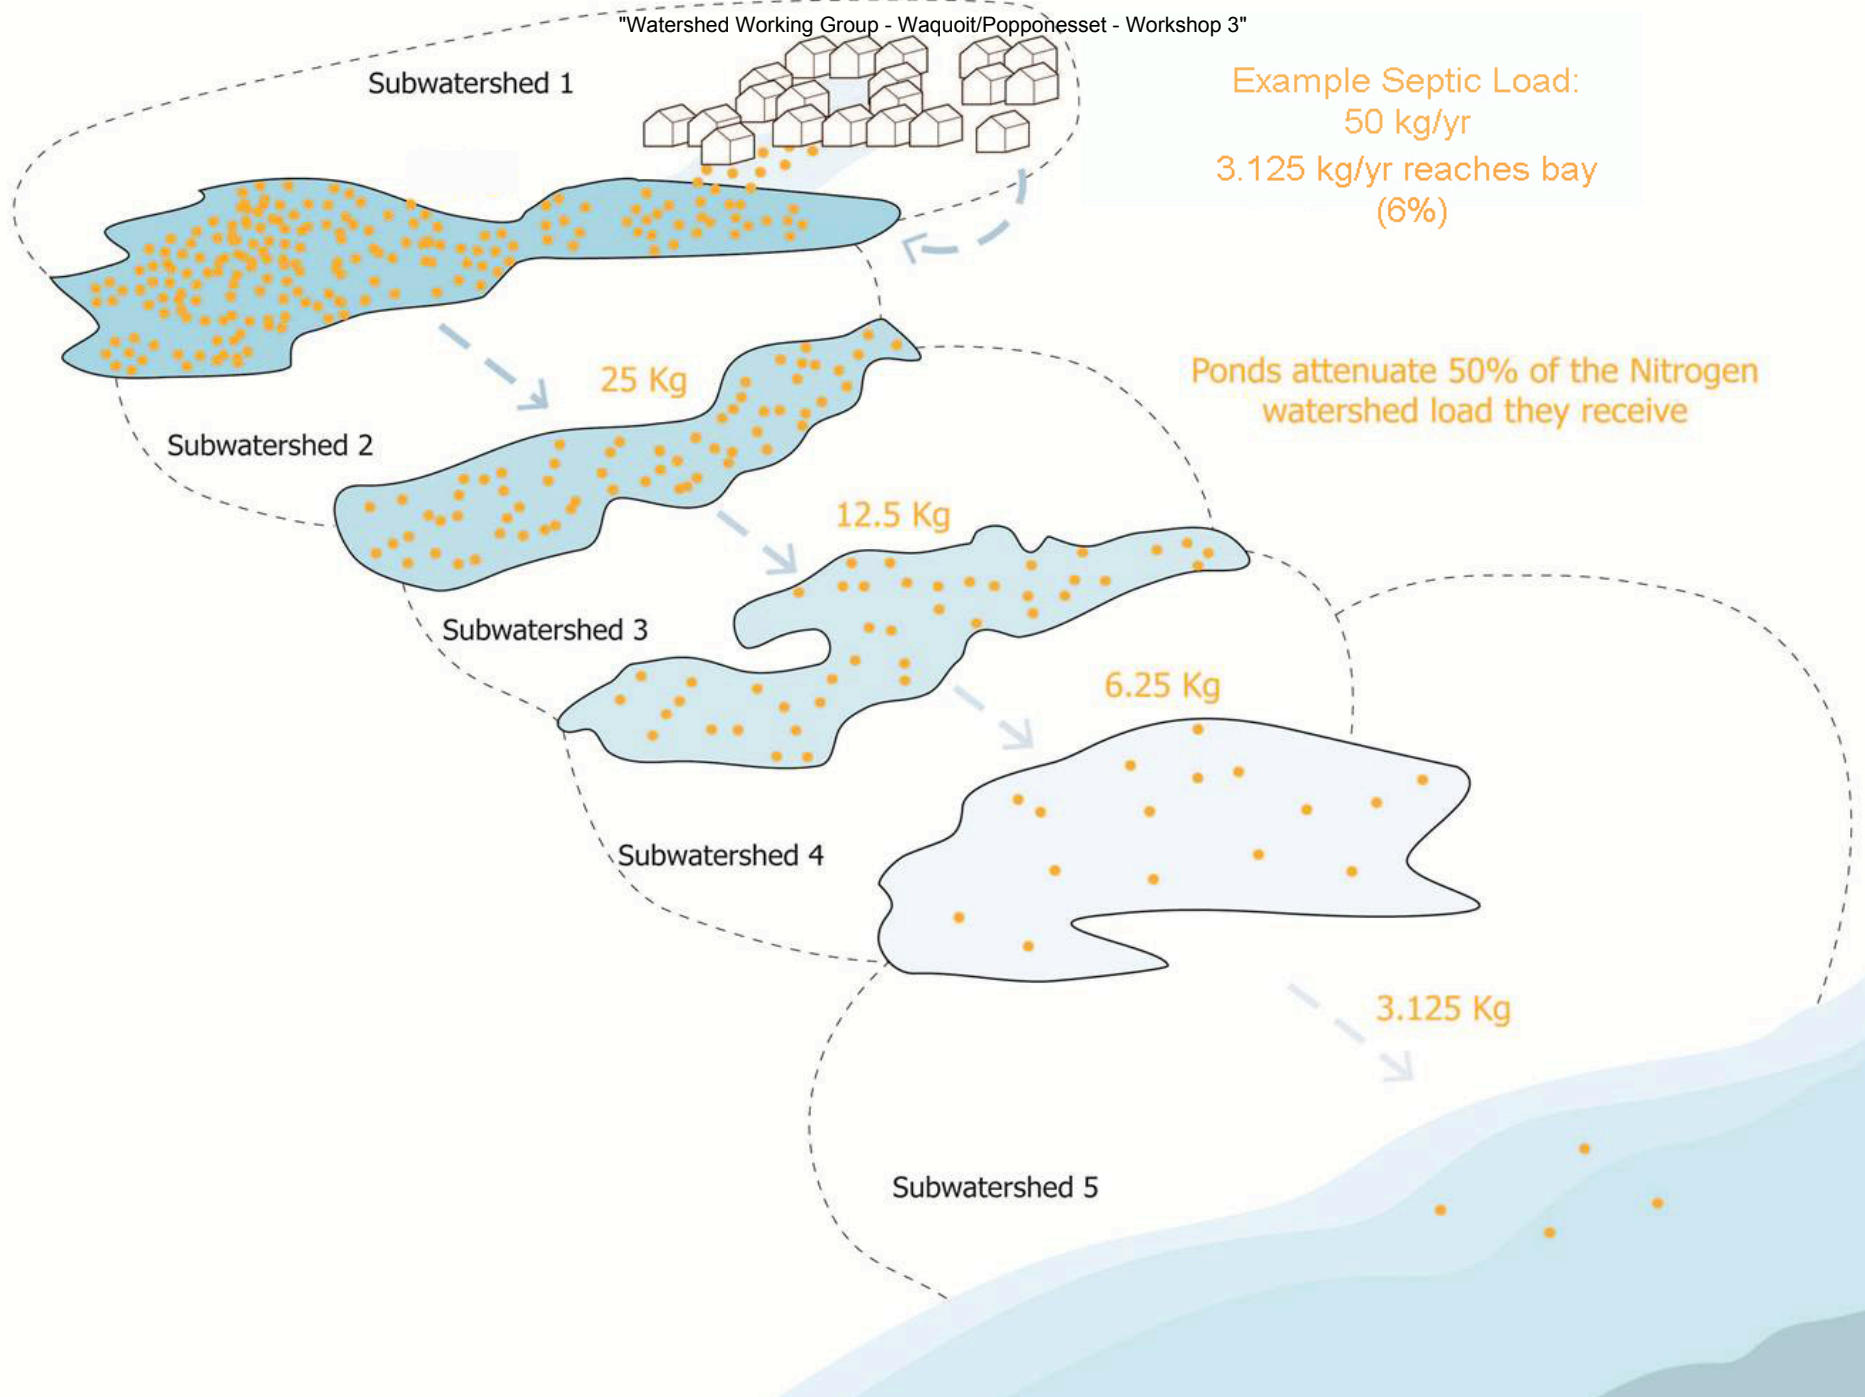 "Watershed Working Group - Waquoit/Popponesset - Workshop 3"
Subwatershed 1
Example Septic Load:
50 kg/yr
3.125 kg/yr reaches bay
(6%)
25 Kg
Ponds attenuate 50% of the Nitrogen
watershed load they receive
Subwatershed 2
12.5 Kg
Subwatershed 3
6.25 Kg
Subwatershed 4
3.125 Kg
Subwatershed 5